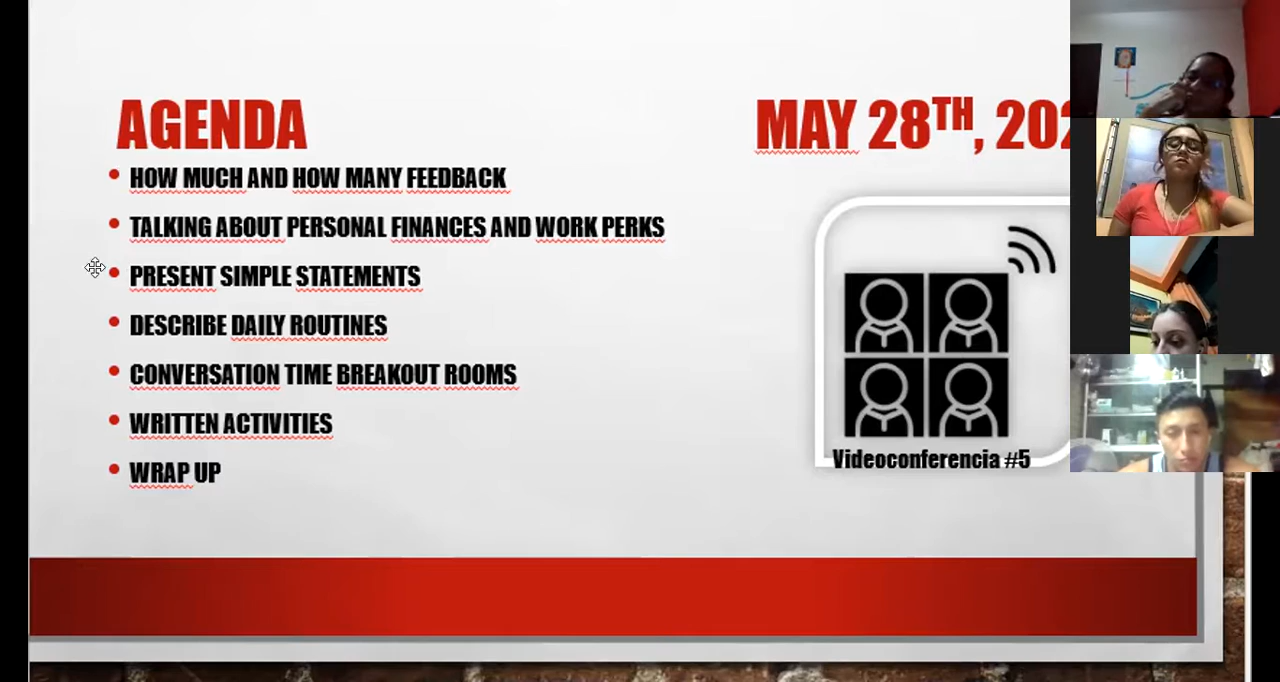 AGENDA
MAY 28TH, 202
HOW MUCH AND HOW MANY FEEDBACK
TALKING ABOUT PERSONAL FINANCES AND WORK PERKS
PRESENT SIMPLE STATEMENTS
DESCRIBE DAILY ROUTINES
CONVERSATION TIME BREAKOUT ROOMS
WRITTEN ACTIVITIES
WRAP UP
Videoconferencia #5